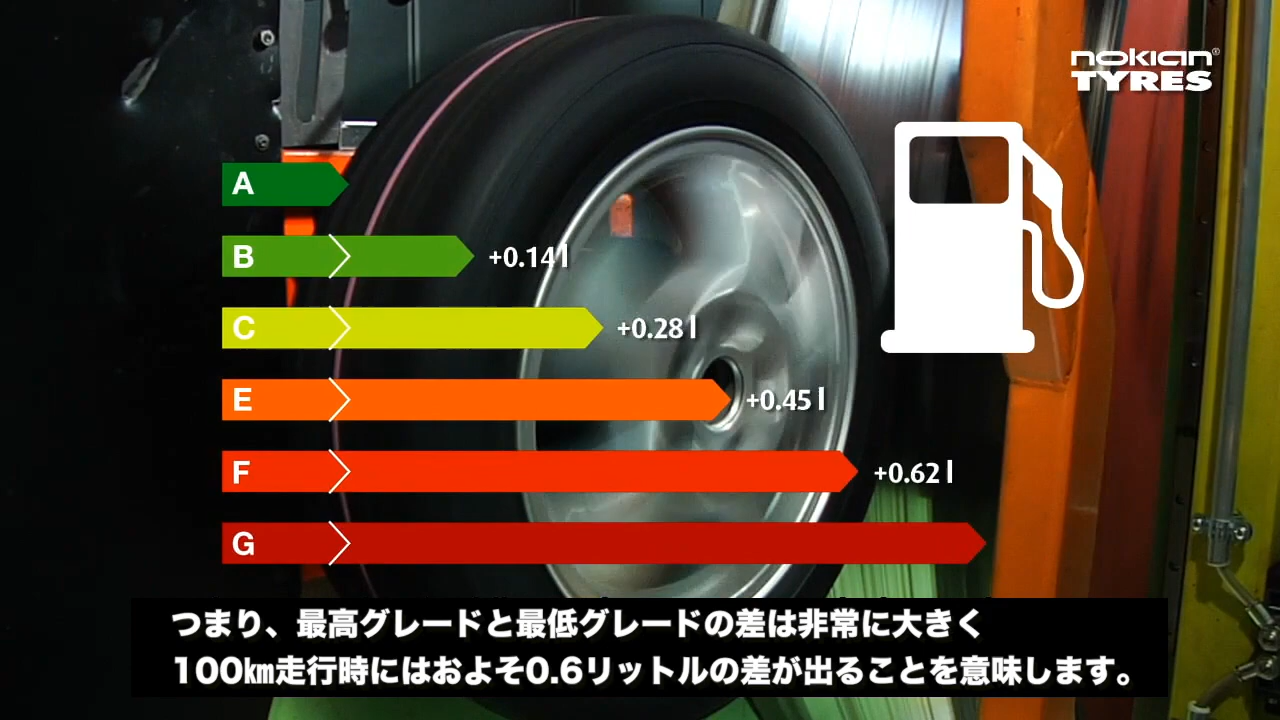 nokian®
TYRES
A
B +0.14 l
C +0.28 l
E +0.45 l
F +0.62 l
G
つまり、最高グレードと最低グレードの差は非常に大きく
100㎞走行時にはおよそ0.6リットルの差が出ることを意味します。